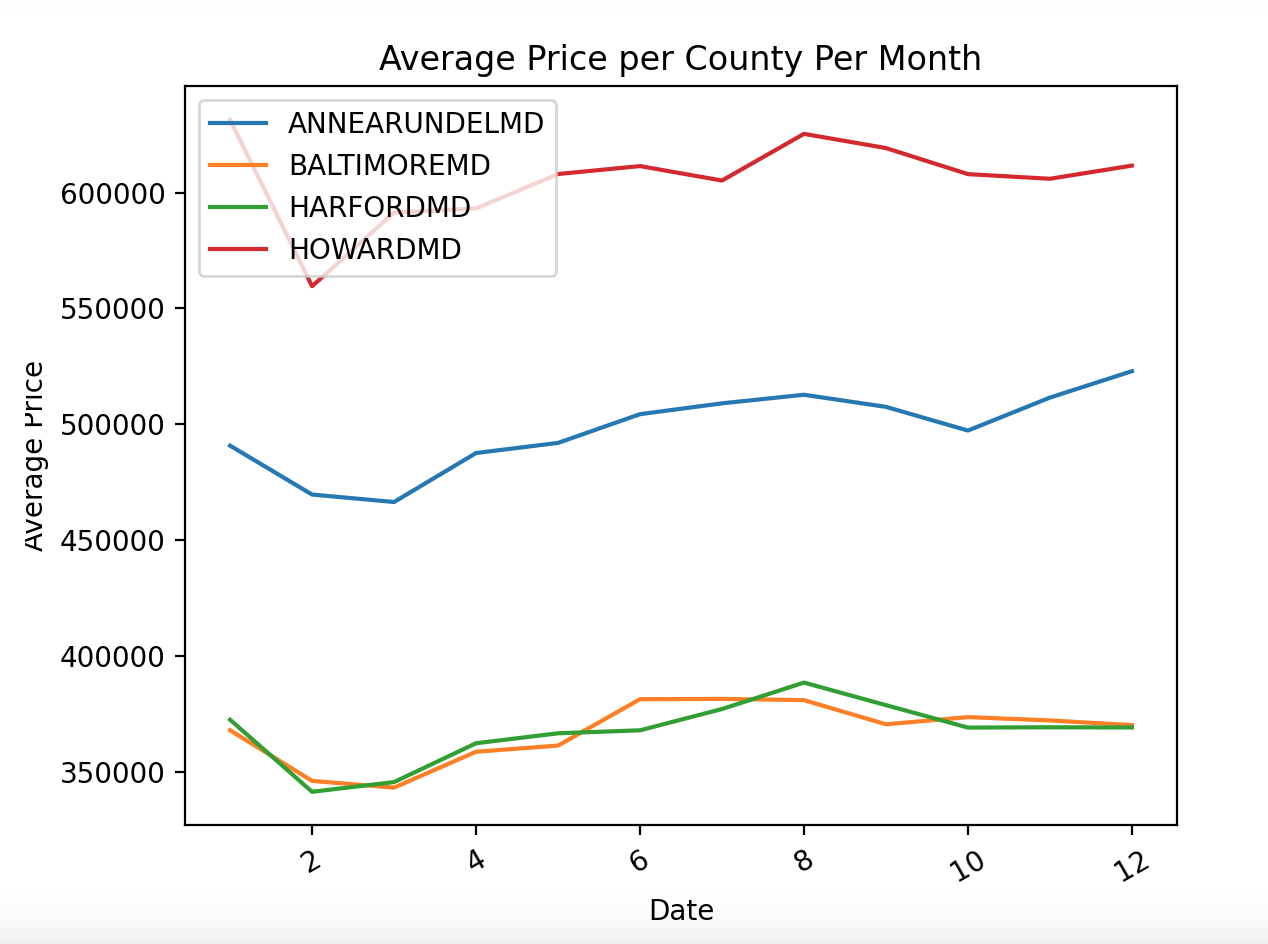 Average Price per County Per Month
ANNEARUNDELMD
BALTIMOREMD
HARFORDMD
HOWARDMD
600000
550000
500000
450000
400000
350000
Average Price
2 4 6 8 10 12
Date